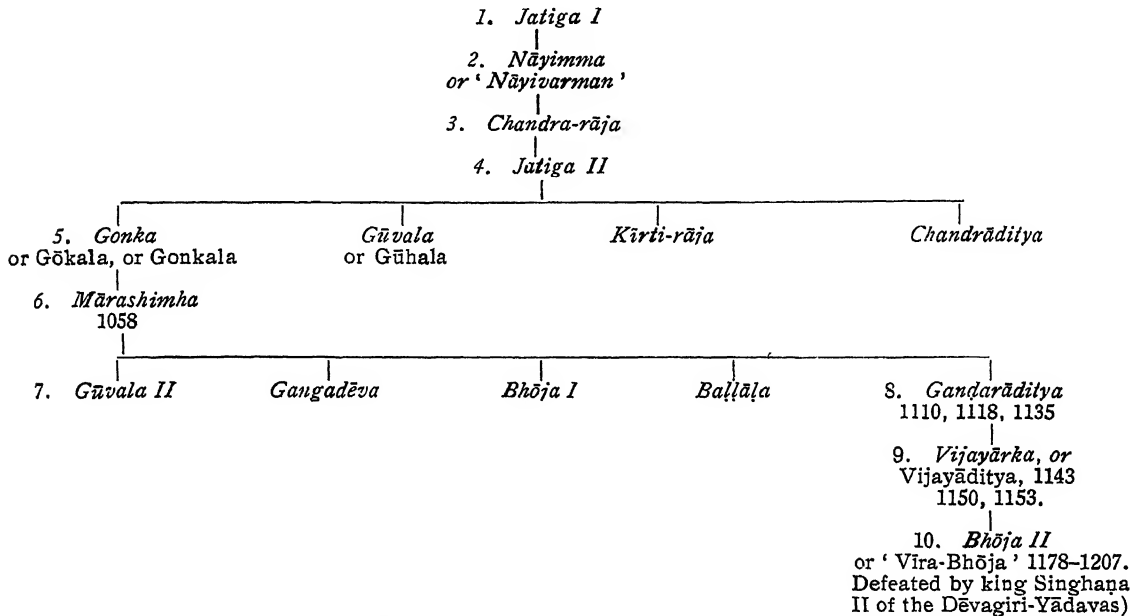 1. Jatiga I
2. Nāyimma
or ‘ Nāyivarman ’
3. Chandra-rāja
4. Jatiga II
5. Gonka
or Gōkala, or Gonkala
Gūvala
or Gūhala
Kīrti-rāja
Chandrāditya
6. Mārashimha
1058
7. Gūvala II
Gangadēva
Bhōja I
Baḷḷāḷa
8. Gaṇḍarāditya
1110, 1118, 1135
9. Vijayārka, or
Vijayāditya, 1143
1150, 1153.
10. Bhōja II
or ‘ Vīra-Bhōja ’ 1178–1207.
Defeated by king Singhaṇa
II of the Dēvagiri-Yādavas)